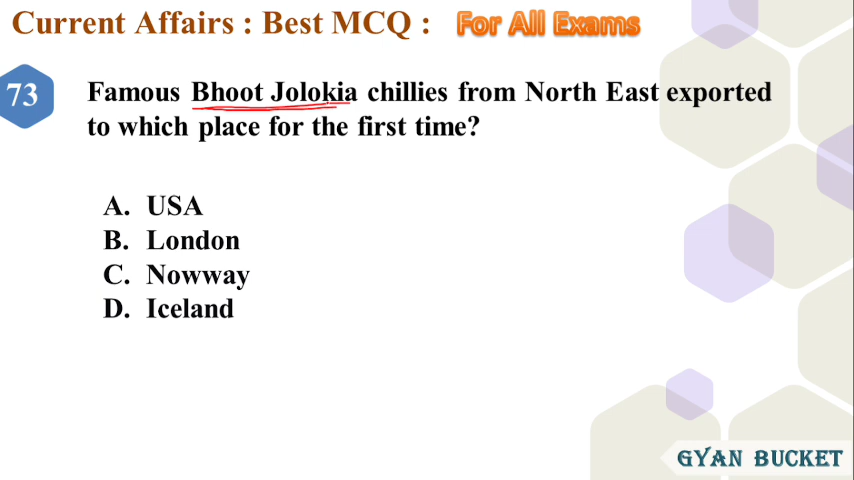 Current Affairs : Best MCQ : For All Exams
73
Famous Bhoot Jolokia chillies from North East exported
to which place for the first time?
A. USA
B. London
C. Nowway
D. Iceland
GYAN BUCKET